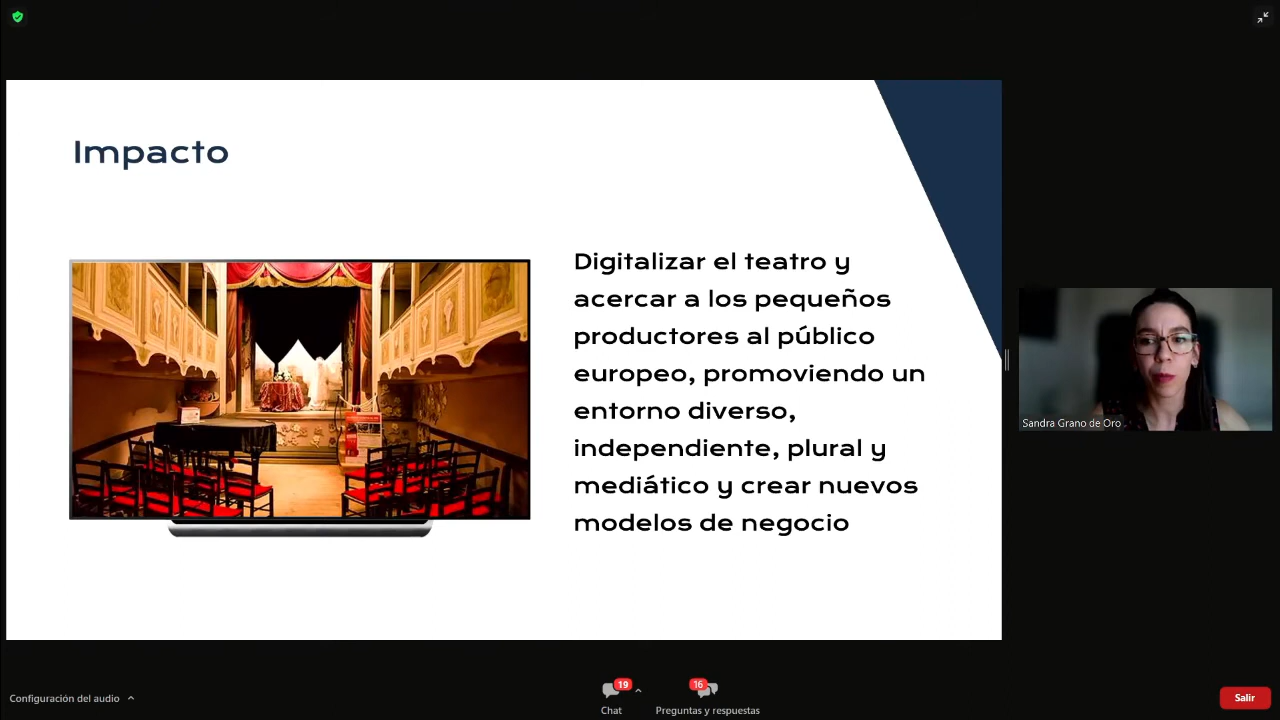 Impacto
Digitalizar el teatro y
acercar a los pequeños
productores al público
europeo, promoviendo un
entorno diverso,
independiente, plural y
mediático y crear nuevos
modelos de negocio
Sandra Grano de Oro
Configuración del audio
19
Chat
16
Preguntas y respuestas
Salir